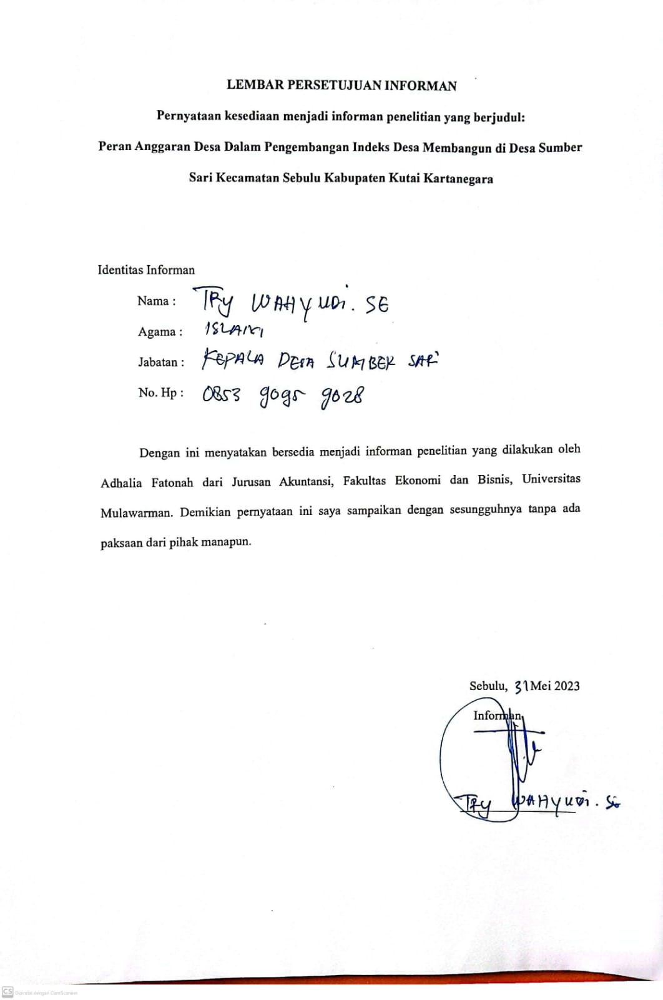 LEMBAR PERSETUJUAN INFORMAN
Pernyataan kesediaan menjadi informan penelitian yang berjudul:
Peran Anggaran Desa Dalam Pengembangan Indeks Desa Membangun di Desa Sumber
Sari Kecamatan Sebulu Kabupaten Kutai Kartanegara
Identitas Informan
Nama : TRY WAHYUDI. SE
Agama : ISLAM
Jabatan : KEPALA DESA SUMBER SARI
No. Hp : 0853 9095 9028
Dengan ini menyatakan bersedia menjadi informan penelitian yang dilakukan oleh
Adhalia Fatonah dari Jurusan Akuntansi, Fakultas Ekonomi dan Bisnis, Universitas
Mulawarman. Demikian pernyataan ini saya sampaikan dengan sesungguhnya tanpa ada
paksaan dari pihak manapun.
Sebulu, 31 Mei 2023
Informan,
TRY WAHYUDI. SE
CS Dipindai dengan CamScanner